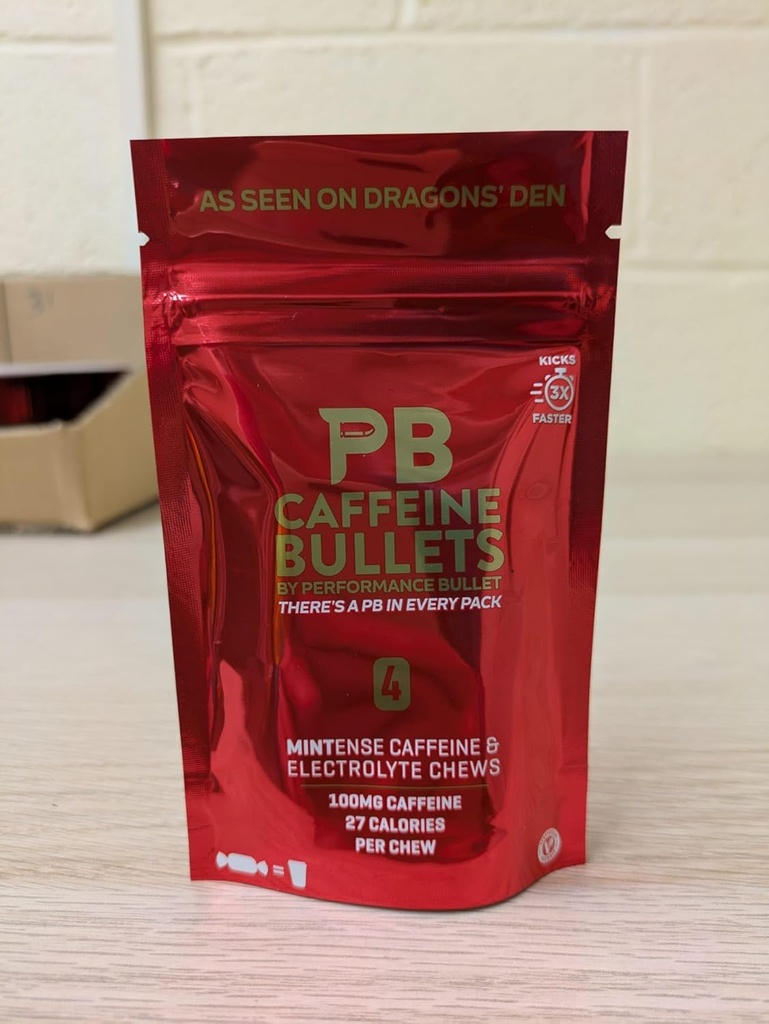 AS SEEN ON DRAGONS' DEN
KICKS
3X
FASTER
PB
CAFFEINE
BULLETS
BY PERFORMANCE BULLET
THERE'S A PB IN EVERY PACK
4
MINTENSE CAFFEINE &
ELECTROLYTE CHEWS
100MG CAFFEINE
27 CALORIES
PER CHEW
=